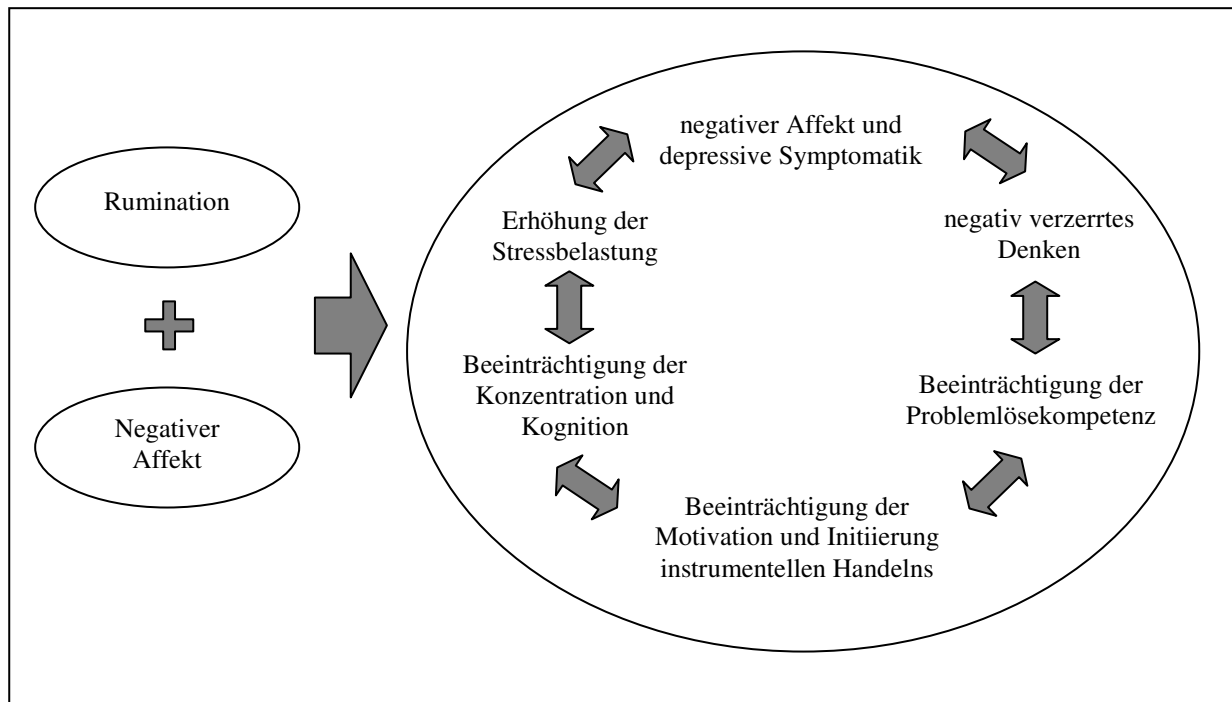 Rumination
Negativer
Affekt
negativer Affekt und
depressive Symptomatik
negativ verzerrtes
Denken
Beeinträchtigung der
Problemlösekompetenz
Beeinträchtigung der
Motivation und Initiierung
instrumentellen Handelns
Beeinträchtigung der
Konzentration und
Kognition
Erhöhung der
Stressbelastung